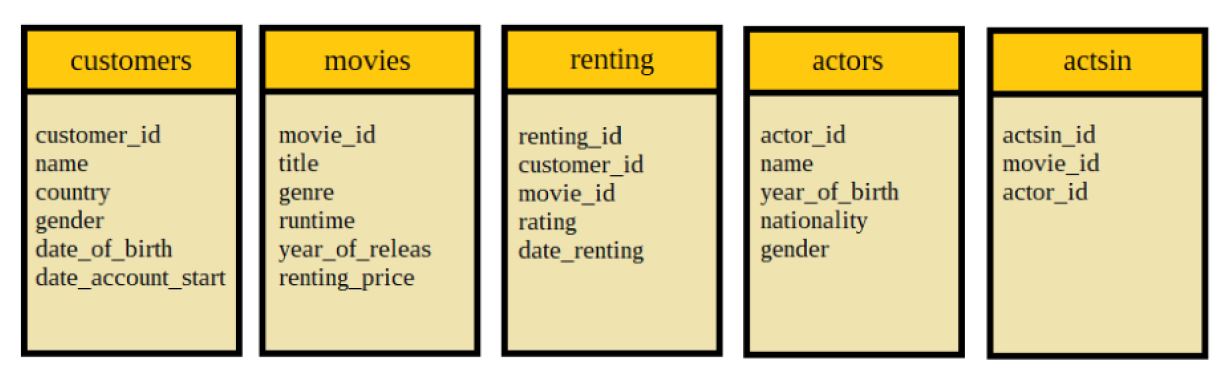 customers
customer_id
name
country
gender
date_of_birth
date_account_start
movies
movie_id
title
genre
runtime
year_of_releas
renting_price
renting
renting_id
customer_id
movie_id
rating
date_renting
actors
actor_id
name
year_of_birth
nationality
gender
actsin
actsin_id
movie_id
actor_id